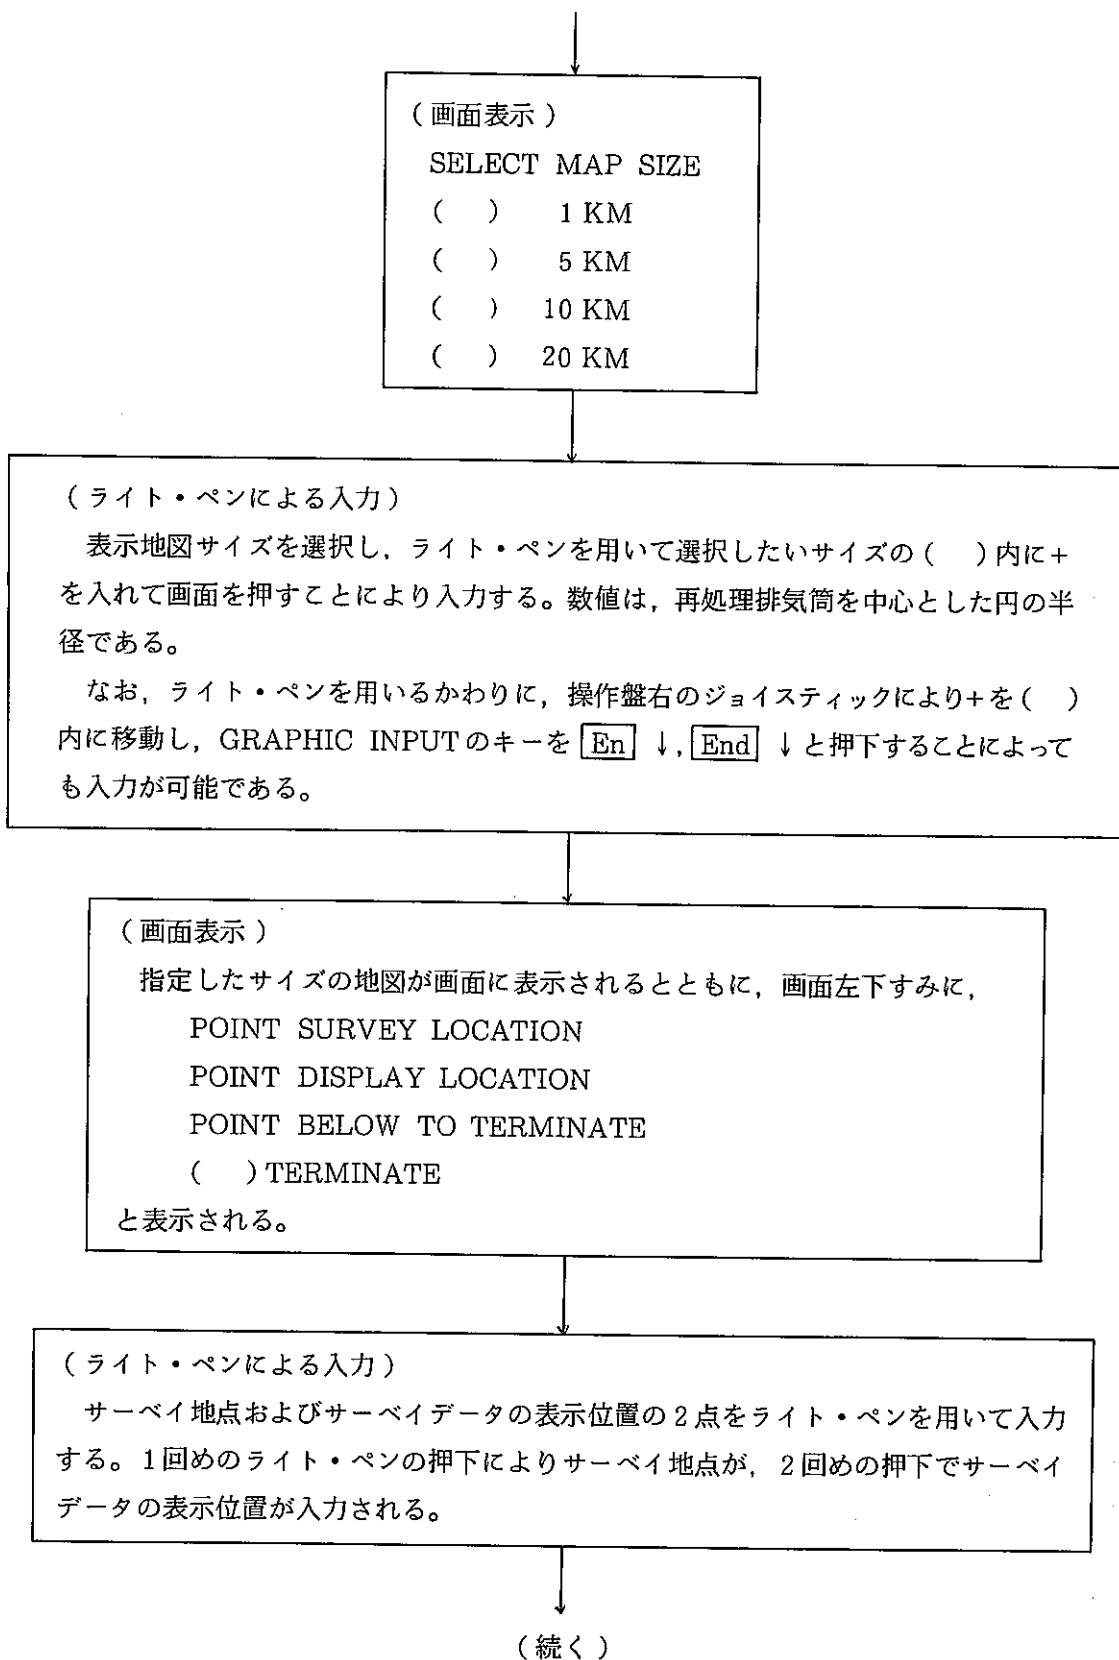 （画面表示）
SELECT MAP SIZE
（　）　1 KM
（　）　5 KM
（　）　10 KM
（　）　20 KM
（ライト・ペンによる入力）
表示地図サイズを選択し，ライト・ペンを用いて選択したいサイズの（　）内に＋
を入れて画面を押すことにより入力する。数値は，再処理排気筒を中心とした円の半
径である。
なお，ライト・ペンを用いるかわりに，操作盤右のジョイスティックにより＋を（　）
内に移動し，GRAPHIC INPUTのキーを En ↓，End ↓と押下することによって
も入力が可能である。
（画面表示）
指定したサイズの地図が画面に表示されるとともに，画面左下すみに，
POINT SURVEY LOCATION
POINT DISPLAY LOCATION
POINT BELOW TO TERMINATE
（　）TERMINATE
と表示される。
（ライト・ペンによる入力）
サーベイ地点およびサーベイデータの表示位置の2点をライト・ペンを用いて入力
する。1回めのライト・ペンの押下によりサーベイ地点が，2回めの押下でサーベイ
データの表示位置が入力される。
（続く）